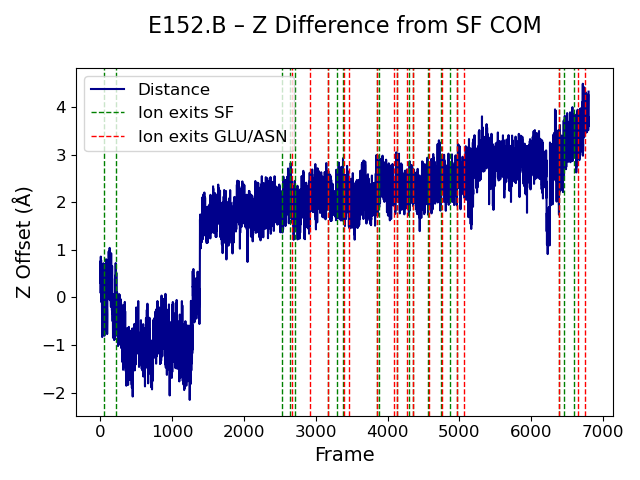 E152.B – Z Difference from SF COM
Distance
Ion exits SF
Ion exits GLU/ASN
Z Offset (Å)
4
3
2
1
0
−1
−2
0 1000 2000 3000 4000 5000 6000 7000
Frame